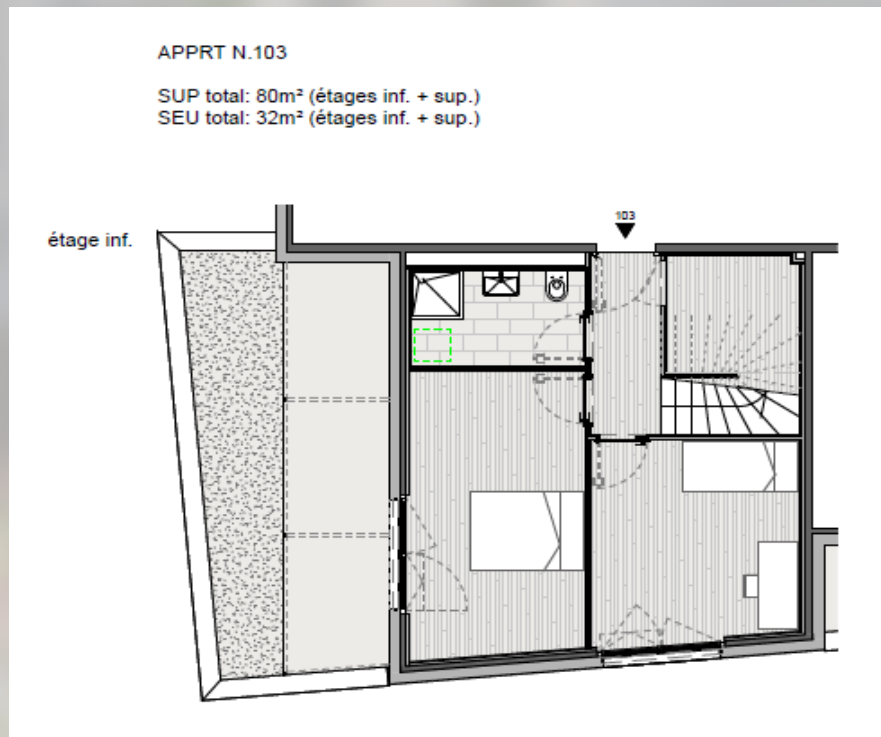 APPRT N.103
SUP total: 80m² (étages inf. + sup.)
SEU total: 32m² (étages inf. + sup.)
103
étage inf.